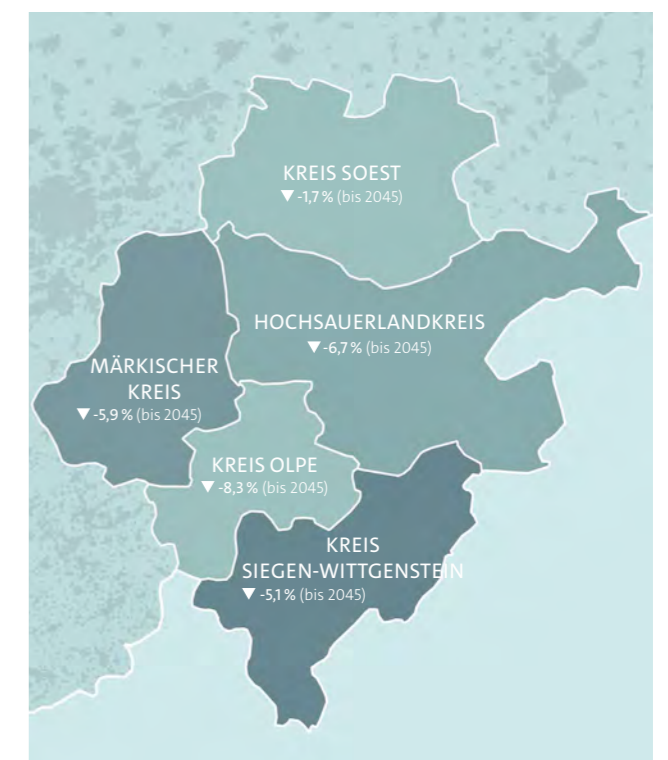 KREIS SOEST
▼ -1,7 % (bis 2045)
HOCHSAUERLANDKREIS
▼ -6,7 % (bis 2045)
MÄRKISCHER
KREIS
▼ -5,9 % (bis 2045)
KREIS OLPE
▼ -8,3 % (bis 2045)
KREIS
SIEGEN-WITTGENSTEIN
▼ -5,1 % (bis 2045)